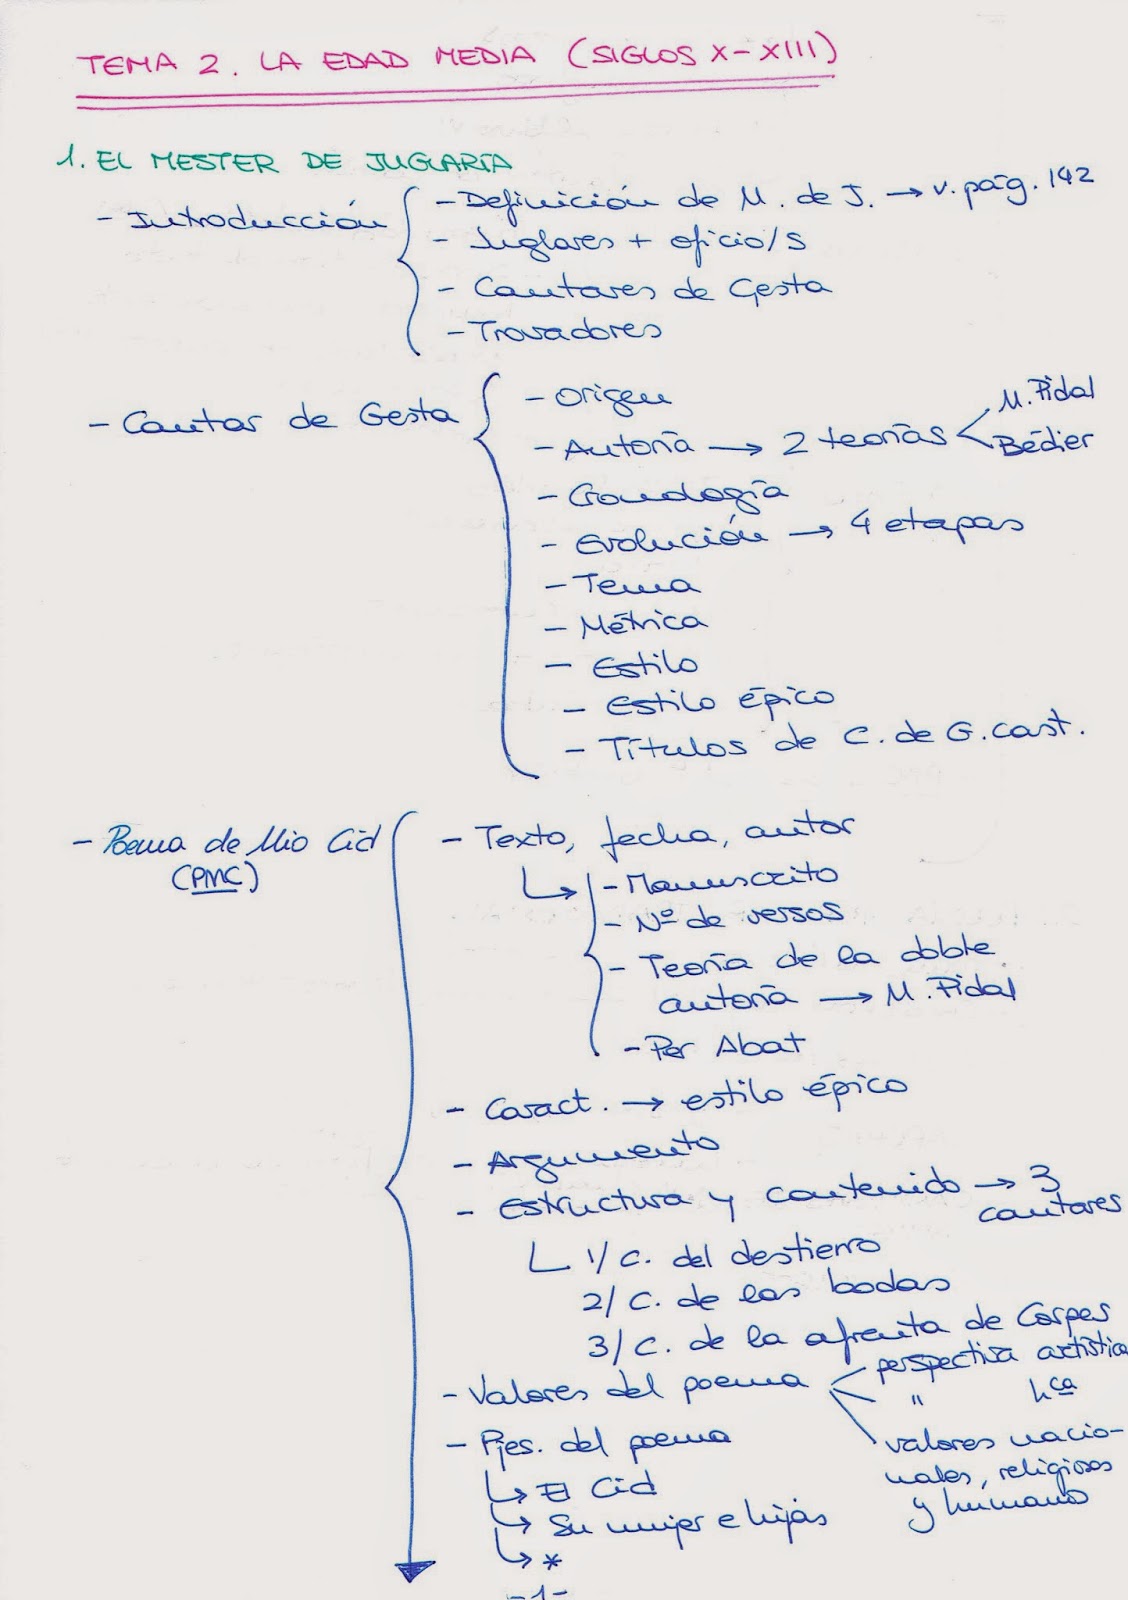 TEMA 2. LA EDAD MEDIA (SIGLOS X-XIII)
1. EL MESTER DE JUGLARÍA
- Introducción
- Definición de M. de J. → v. pág. 142
- Juglares + oficio/s
- Cantares de Gesta
- Trovadores
- Cantar de Gesta
- Origen
- Autoría → 2 teorías < M. Pidal
Bédier
- Cronología
- Evolución → 4 etapas
- Tema
- Métrica
- Estilo
- Estilo épico
- Títulos de C. de G. cast.
- Poema de Mio Cid
(PMC)
- Texto, fecha, autor
- Manuscrito
- Nº de versos
- Teoría de la doble
autoría → M. Pidal
- Per Abat
- Caract. → estilo épico
- Argumento
- Estructura y contenido → 3
cantares
1/ C. del destierro
2/ C. de las bodas
3/ C. de la afrenta de Corpes
- Valores del poema
perspectiva artística
" hca
valores nacio-
nales, religiosos
y humano
- Pjes. del poema
↳ El Cid
↳ Su mujer e hijas
↳ *
-1-